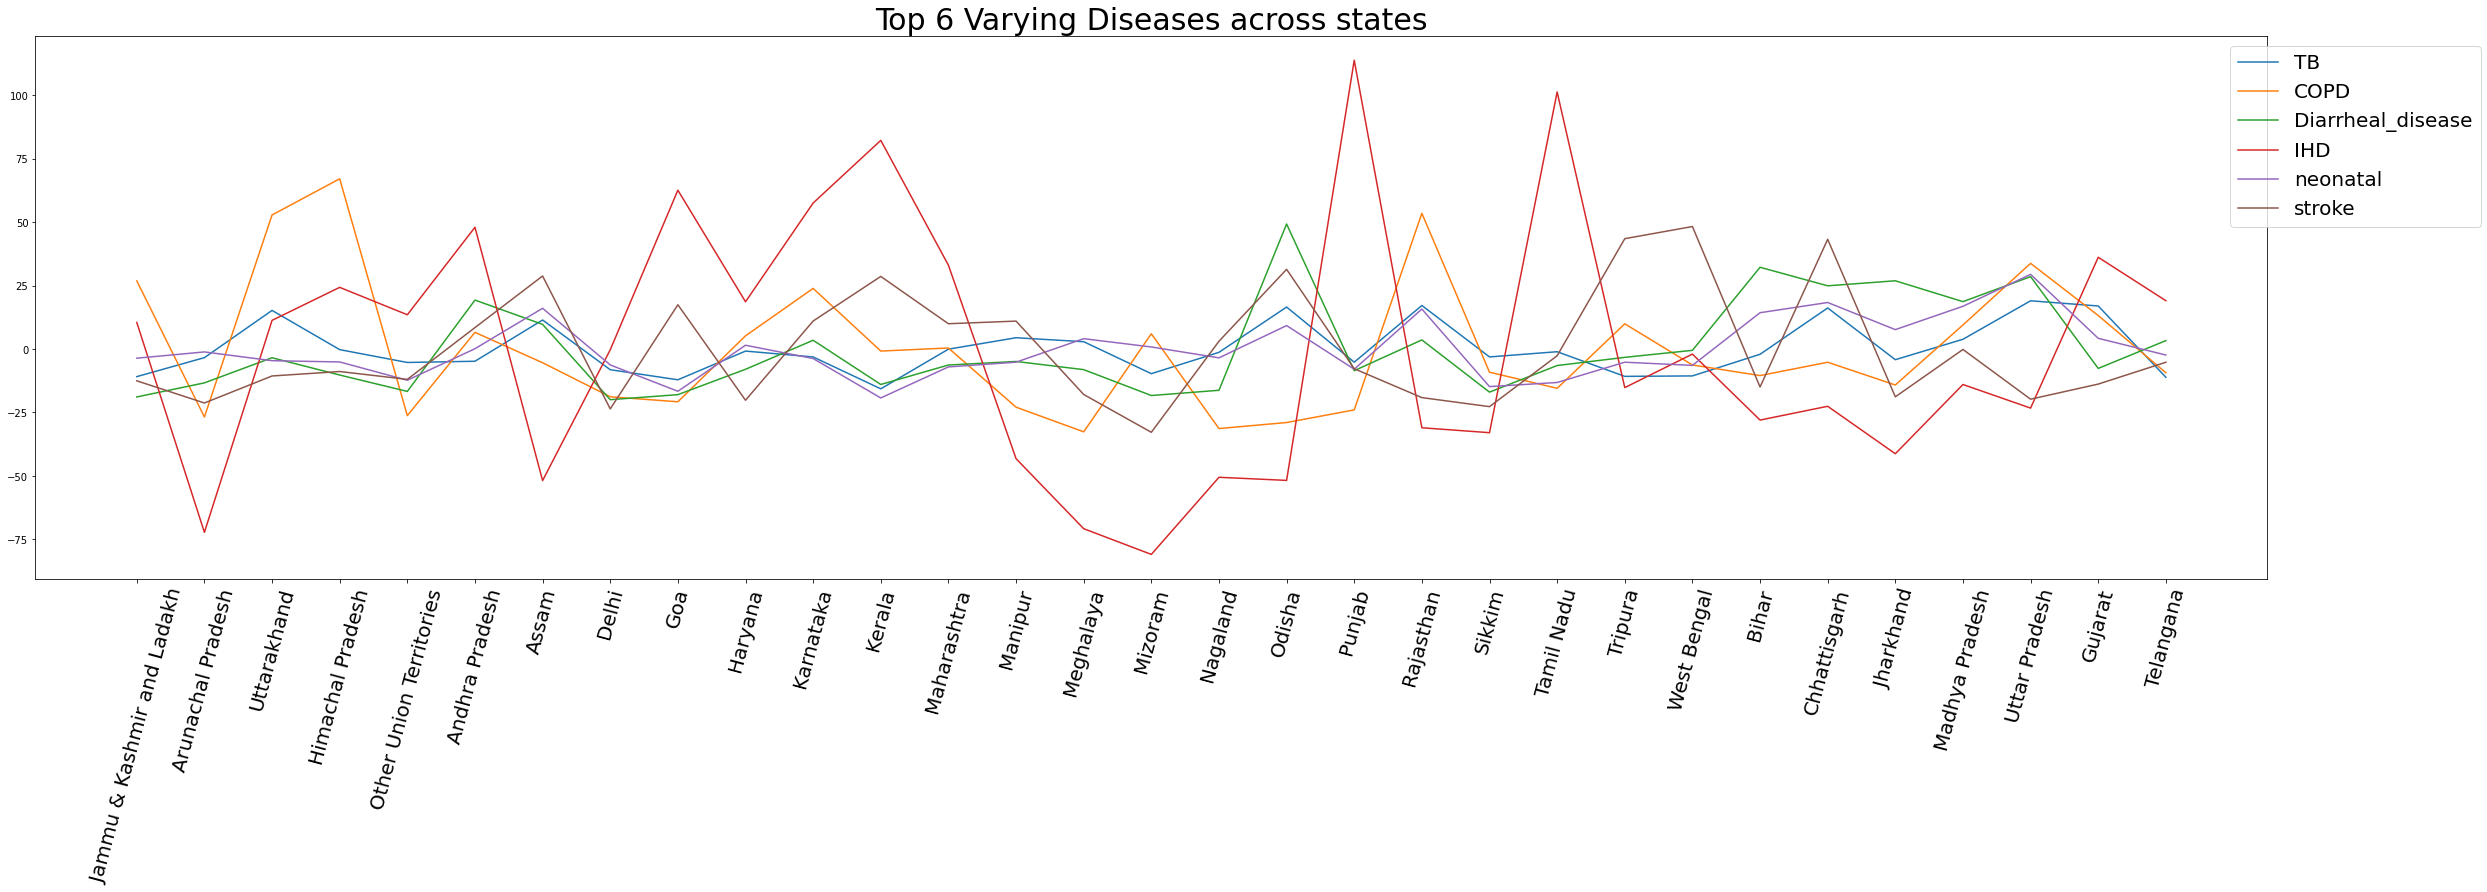 Top 6 Varying Diseases across states
TB
COPD
Diarrheal_disease
IHD
neonatal
stroke
100
75
50
25
0
−25
−50
−75
Jammu & Kashmir and Ladakh
Arunachal Pradesh
Uttarakhand
Himachal Pradesh
Other Union Territories
Andhra Pradesh
Assam
Delhi
Goa
Haryana
Karnataka
Kerala
Maharashtra
Manipur
Meghalaya
Mizoram
Nagaland
Odisha
Punjab
Rajasthan
Sikkim
Tamil Nadu
Tripura
West Bengal
Bihar
Chhattisgarh
Jharkhand
Madhya Pradesh
Uttar Pradesh
Gujarat
Telangana